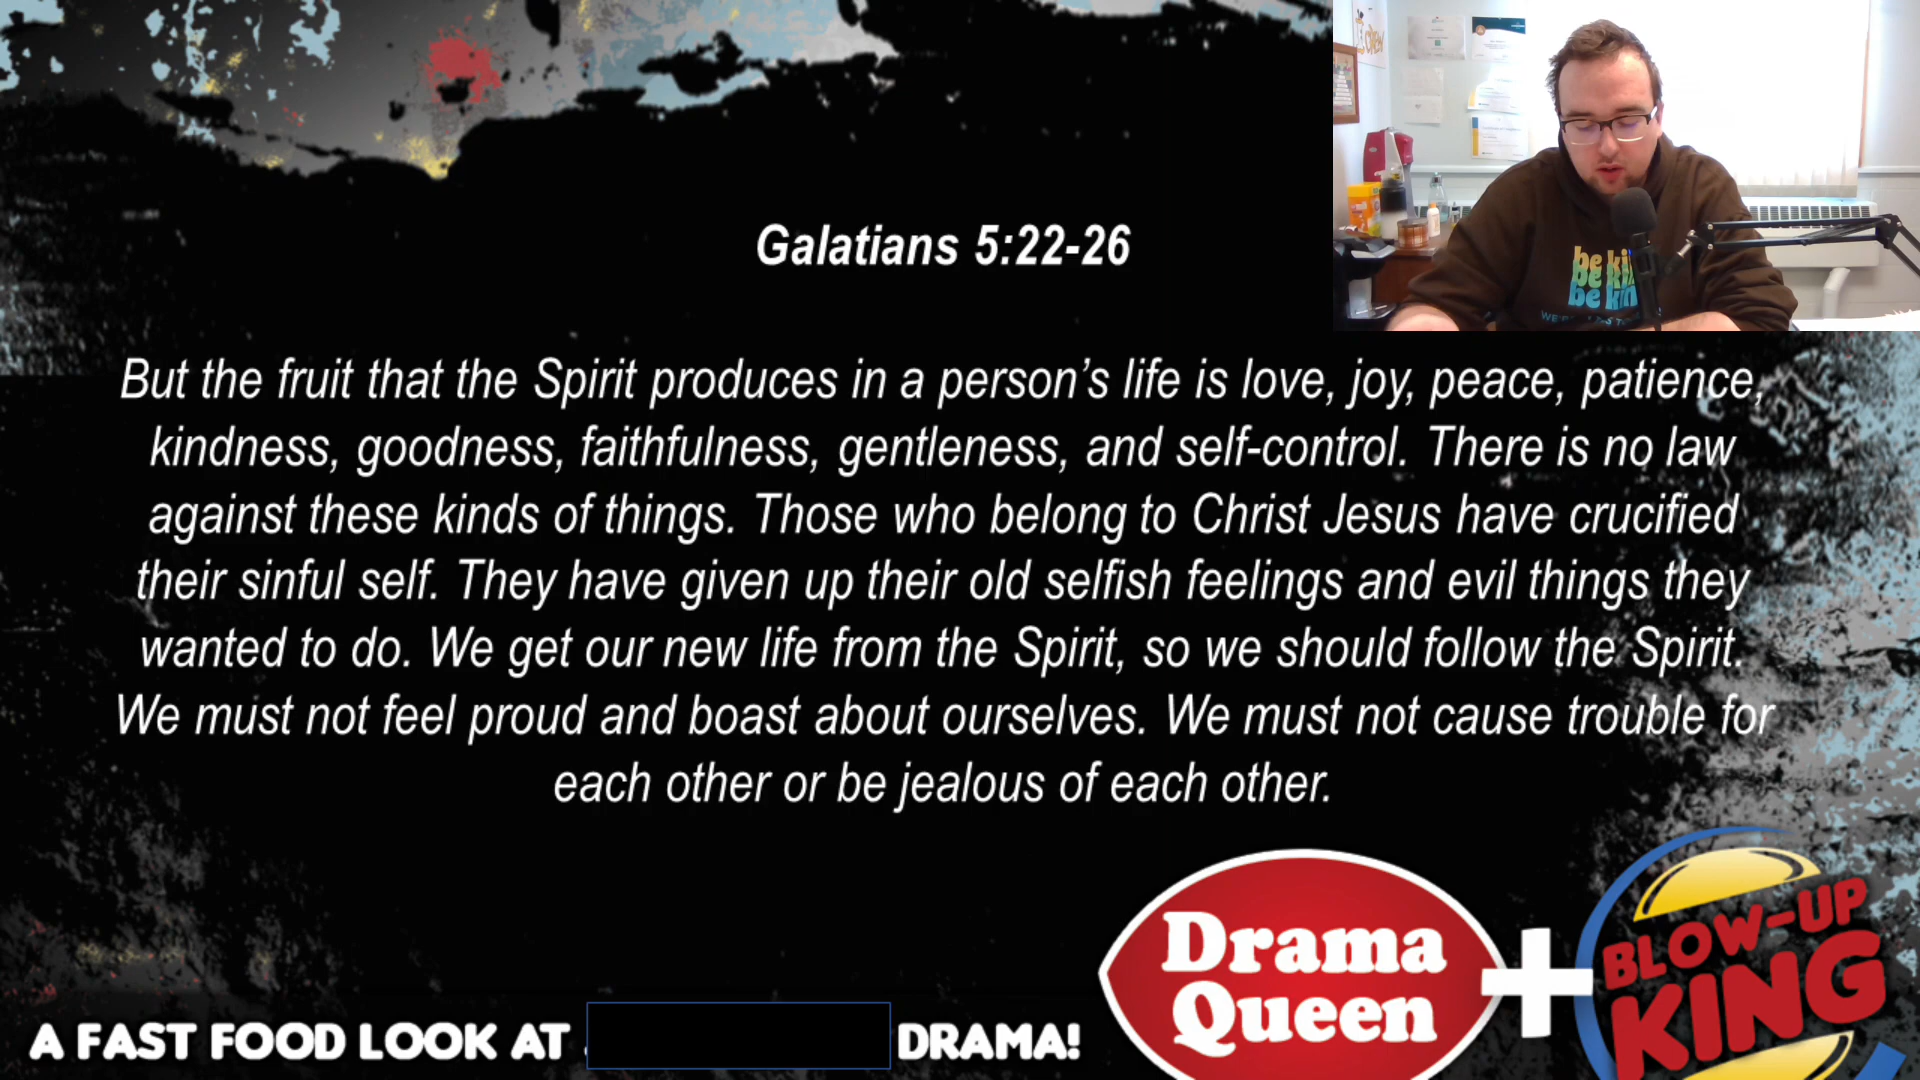 Galatians 5:22-26
But the fruit that the Spirit produces in a person’s life is love, joy, peace, patience,
kindness, goodness, faithfulness, gentleness, and self-control. There is no law
against these kinds of things. Those who belong to Christ Jesus have crucified
their sinful self. They have given up their old selfish feelings and evil things they
wanted to do. We get our new life from the Spirit, so we should follow the Spirit.
We must not feel proud and boast about ourselves. We must not cause trouble for
each other or be jealous of each other.
be
be
be
A FAST FOOD LOOK AT
DRAMA!
Drama
Queen
+
BLOW-UP
KING